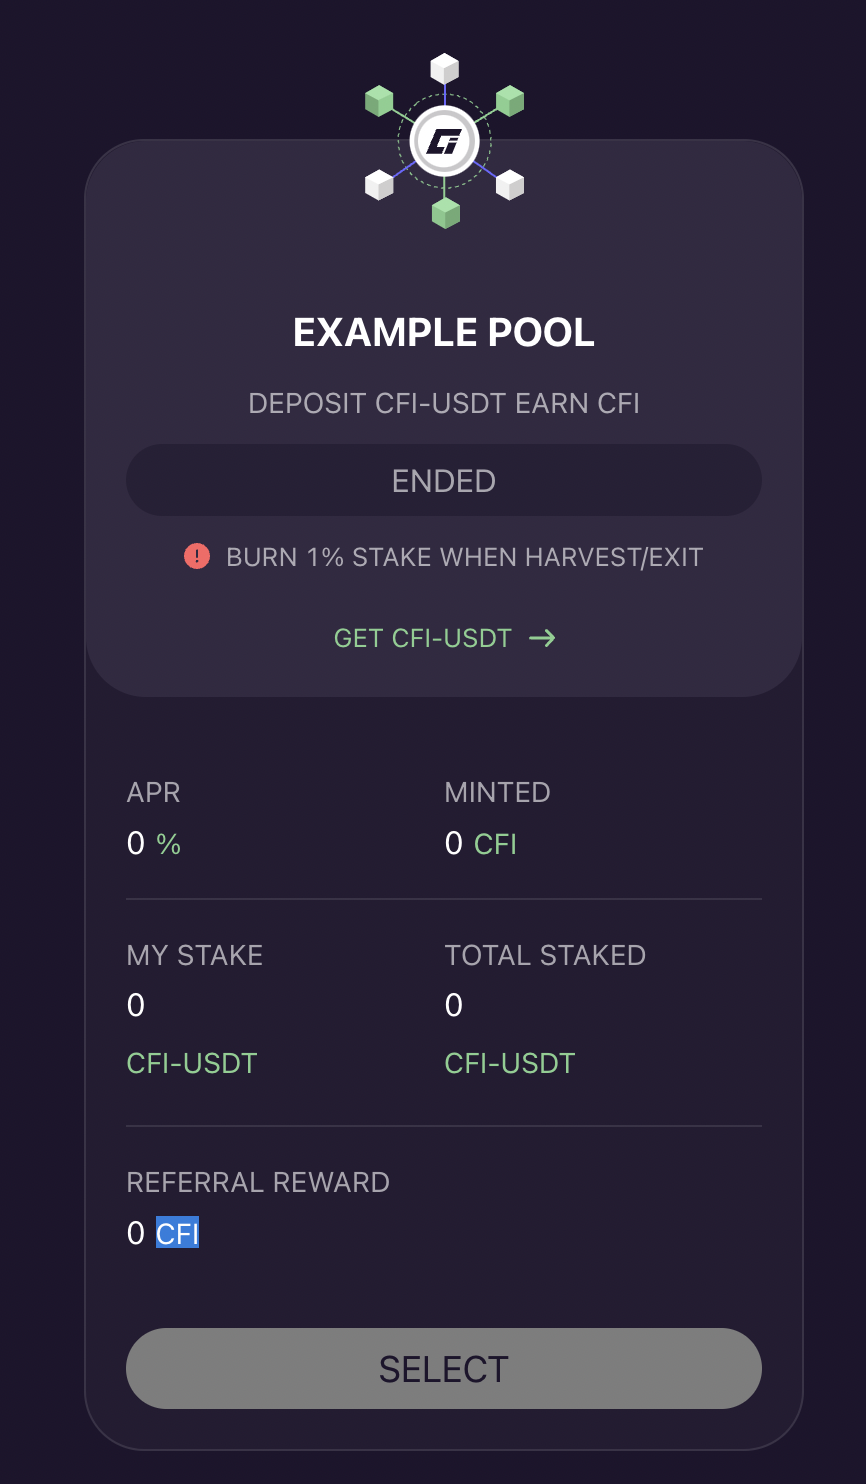 EXAMPLE POOL
DEPOSIT CFI-USDT EARN CFI
ENDED
BURN 1% STAKE WHEN HARVEST/EXIT
GET CFI-USDT →
APR
0 %
MINTED
0 CFI
MY STAKE
0
CFI-USDT
TOTAL STAKED
0
CFI-USDT
REFERRAL REWARD
0 CFI
SELECT